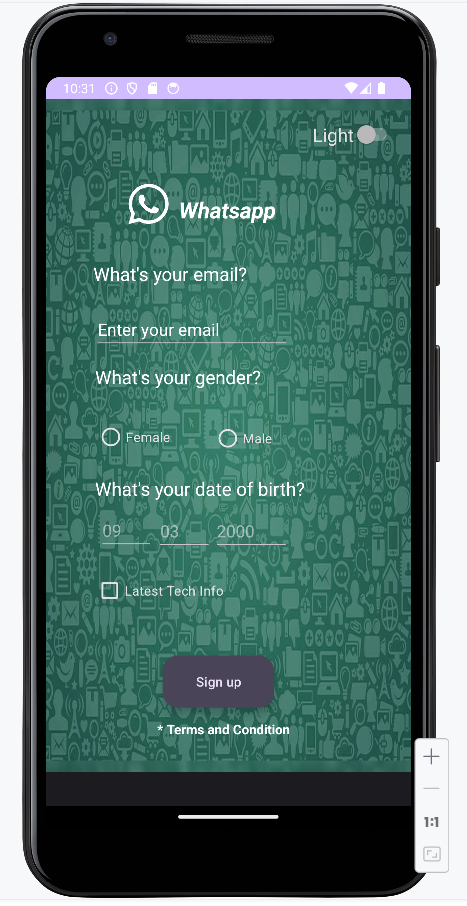 10:31
Light
Whatsapp
What's your email?
Enter your email
What's your gender?
Female Male
What's your date of birth?
09 03 2000
Latest Tech Info
Sign up
* Terms and Condition
1:1